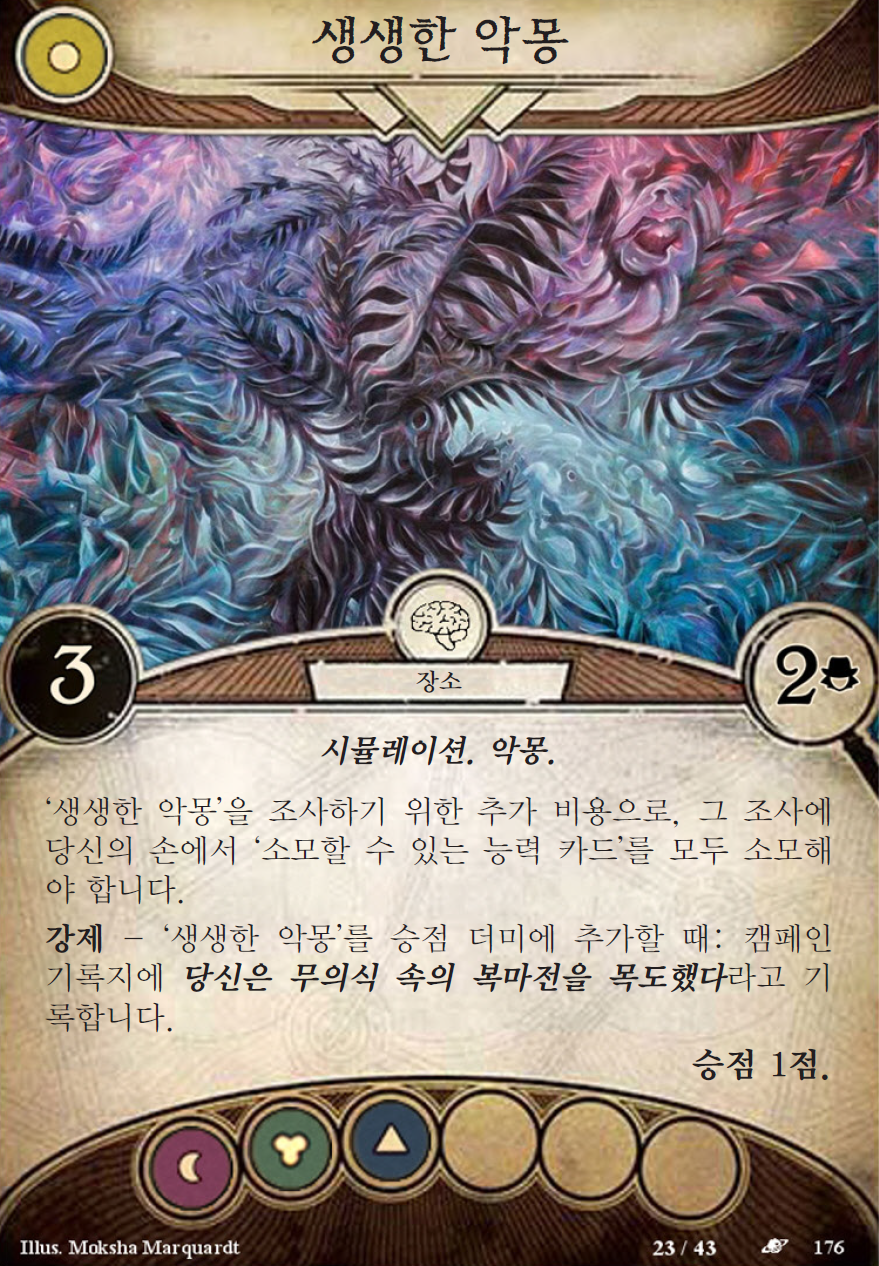 생생한 악몽
3
장소
2
시뮬레이션. 악몽.
‘생생한 악몽’을 조사하기 위한 추가 비용으로, 그 조사에
당신의 손에서 ‘소모할 수 있는 능력 카드’를 모두 소모해
야 합니다.
강제 – ‘생생한 악몽’를 승점 더미에 추가할 때: 캠페인
기록지에 당신은 무의식 속의 복마전을 목도했다라고 기
록합니다.
승점 1점.
Illus. Moksha Marquardt
23 / 43
176